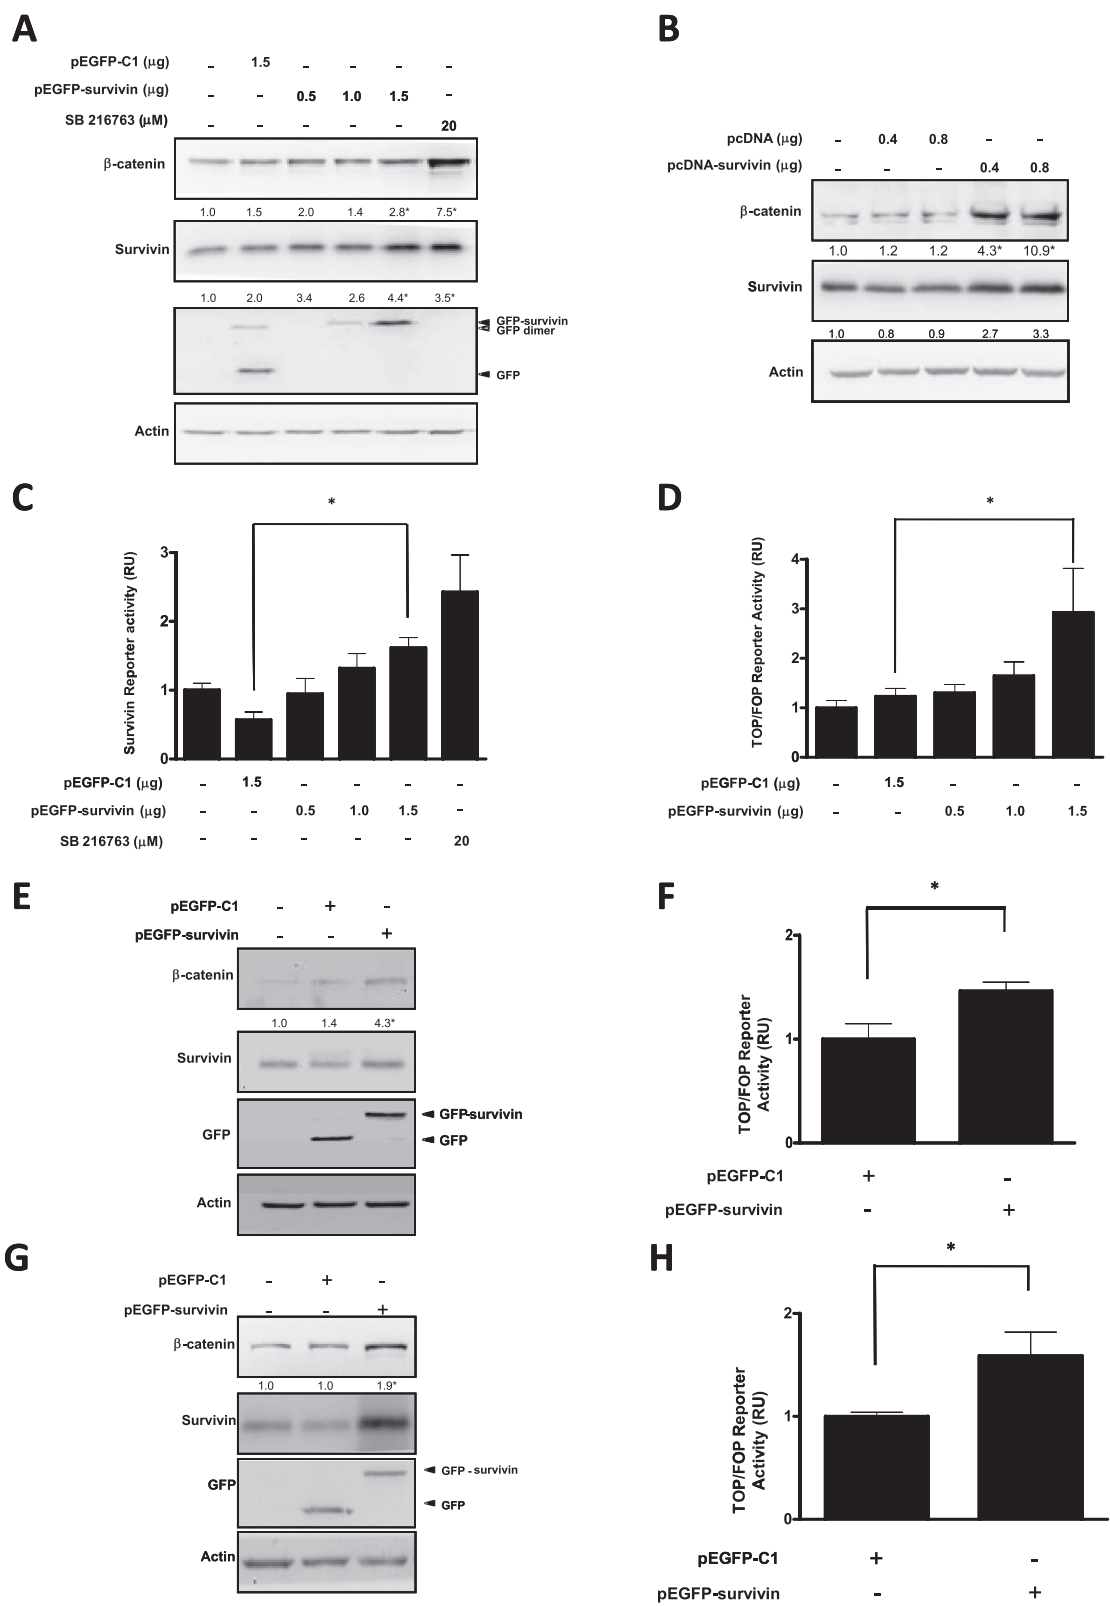 A
pEGFP-C1 (μg) - 1.5 - - - -
pEGFP-survivin (μg) - - 0.5 1.0 1.5 -
SB 216763 (μM) - - - - - 20
β-catenin
1.0 1.5 2.0 1.4 2.8* 7.5*
Survivin
1.0 2.0 3.4 2.6 4.4* 3.5*
GFP-survivin
GFP dimer
GFP
Actin
B
pcDNA (μg) - 0.4 0.8 - -
pcDNA-survivin (μg) - - - 0.4 0.8
β-catenin
1.0 1.2 1.2 4.3* 10.9*
Survivin
1.0 0.8 0.9 2.7 3.3
Actin
C
*
Survivin Reporter activity (RU)
3
2
1
0
pEGFP-C1 (μg) - 1.5 - - - -
pEGFP-survivin (μg) - - 0.5 1.0 1.5 -
SB 216763 (μM) - - - - - 20
D
*
TOP/FOP Reporter Activity (RU)
4
3
2
1
0
pEGFP-C1 (μg) - 1.5 - - -
pEGFP-survivin (μg) - - 0.5 1.0 1.5
E
pEGFP-C1 - + -
pEGFP-survivin - - +
β-catenin
1.0 1.4 4.3*
Survivin
GFP
GFP-survivin
GFP
Actin
F
*
TOP/FOP Reporter
Activity (RU)
2
1
0
pEGFP-C1 + -
pEGFP-survivin - +
G
pEGFP-C1 - + -
pEGFP-survivin - - +
β-catenin
1.0 1.0 1.9*
Survivin
GFP
GFP - survivin
GFP
Actin
H
*
TOP/FOP Reporter
Activity (RU)
2
1
0
pEGFP-C1 + -
pEGFP-survivin - +